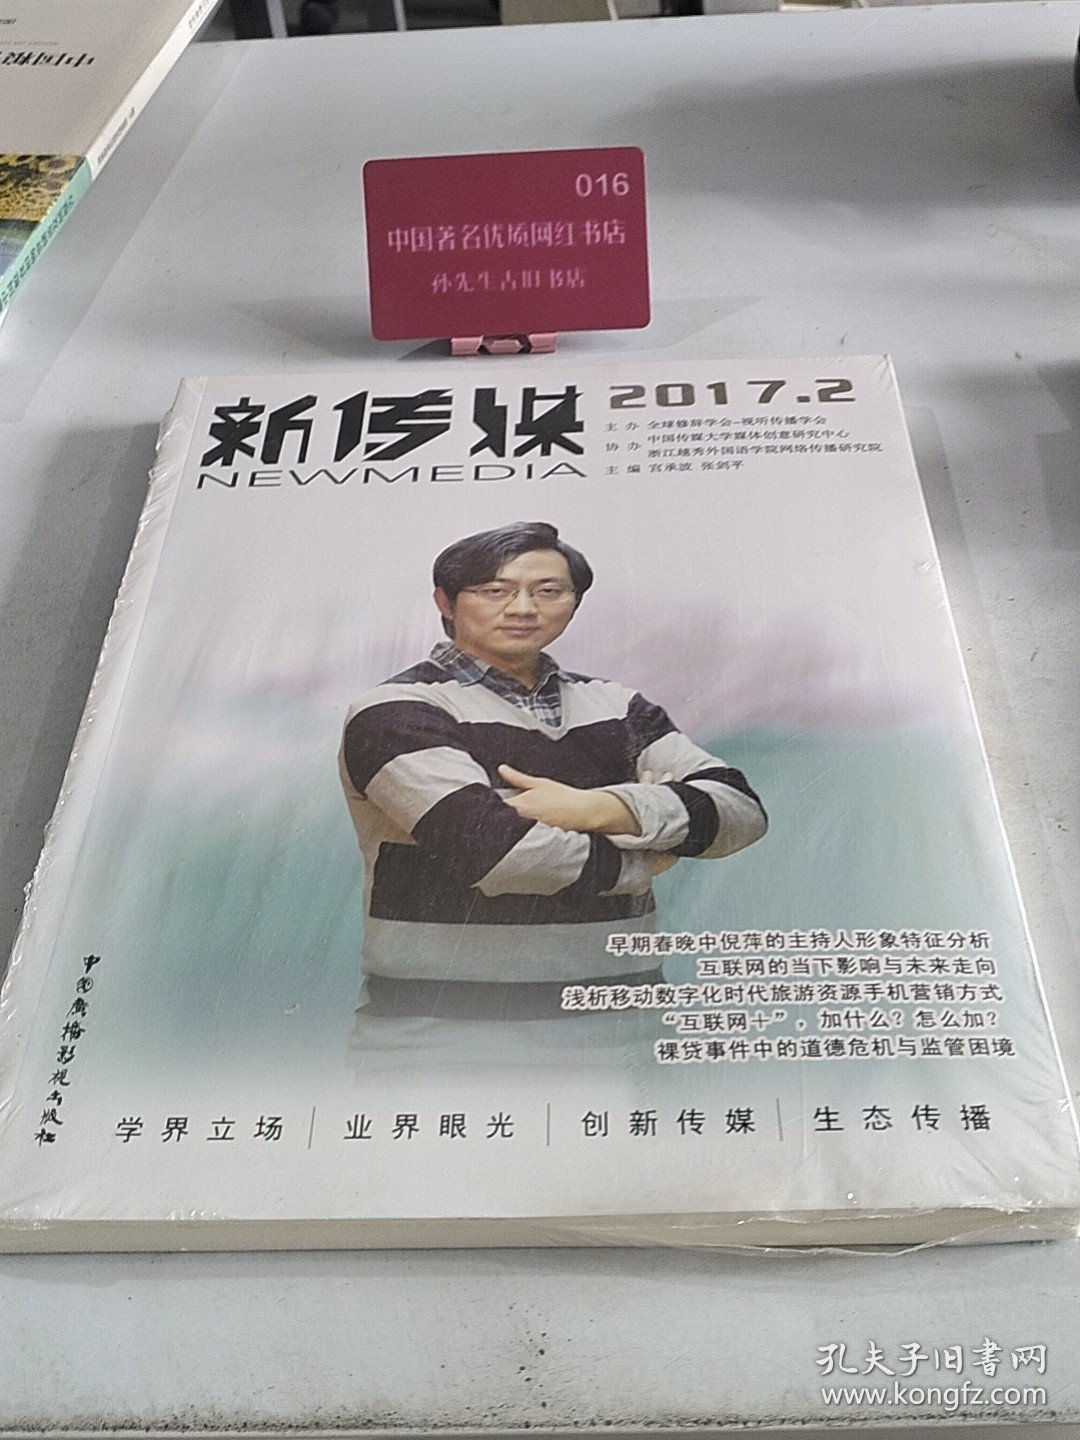 016
中国著名优质网红书店
孙先生古旧书店
新传媒
NEWMEDIA
2017.2
主办 全球修辞学会-视听传播学会
协办 中国传媒大学媒体创意研究中心
浙江越秀外国语学院网络传播研究院
主编 宫承波 张剑平
早期春晚中倪萍的主持人形象特征分析
互联网的当下影响与未来走向
浅析移动数字化时代旅游资源手机营销方式
“互联网+”，加什么？怎么加？
裸贷事件中的道德危机与监管困境
中国广播影视出版社
学界立场 | 业界眼光 | 创新传媒 | 生态传播
孔夫子旧書网
www.kongfz.com